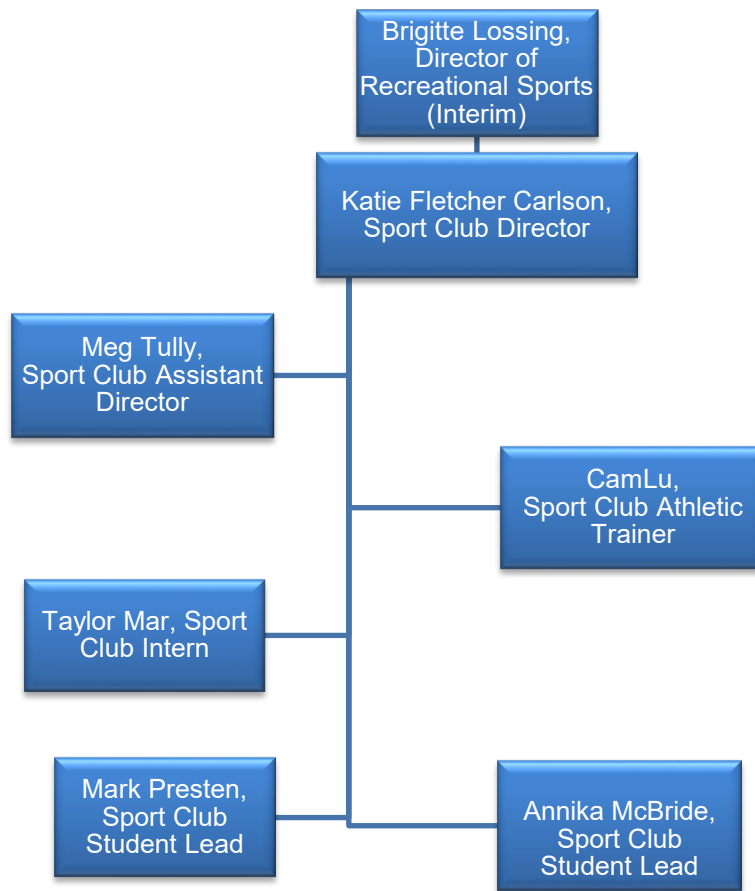 Brigitte Lossing,
Director of
Recreational Sports
(Interim)
Katie Fletcher Carlson,
Sport Club Director
Meg Tully,
Sport Club Assistant
Director
CamLu,
Sport Club Athletic
Trainer
Taylor Mar, Sport
Club Intern
Mark Presten,
Sport Club
Student Lead
Annika McBride,
Sport Club
Student Lead